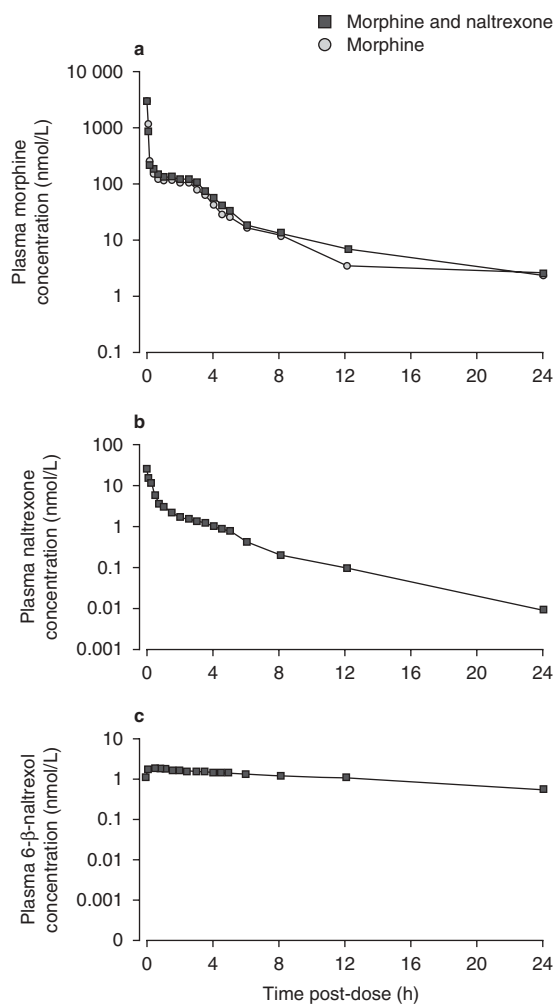 Morphine and naltrexone
Morphine
a
10 000
1000
100
10
1
0.1
Plasma morphine
concentration (nmol/L)
0 4 8 12 16 20 24
b
100
10
1
0.1
0.01
0.001
Plasma naltrexone
concentration (nmol/L)
0 4 8 12 16 20 24
c
10
1
0.1
0.01
0.001
0
Plasma 6-β-naltrexol
concentration (nmol/L)
0 4 8 12 16 20 24
Time post-dose (h)